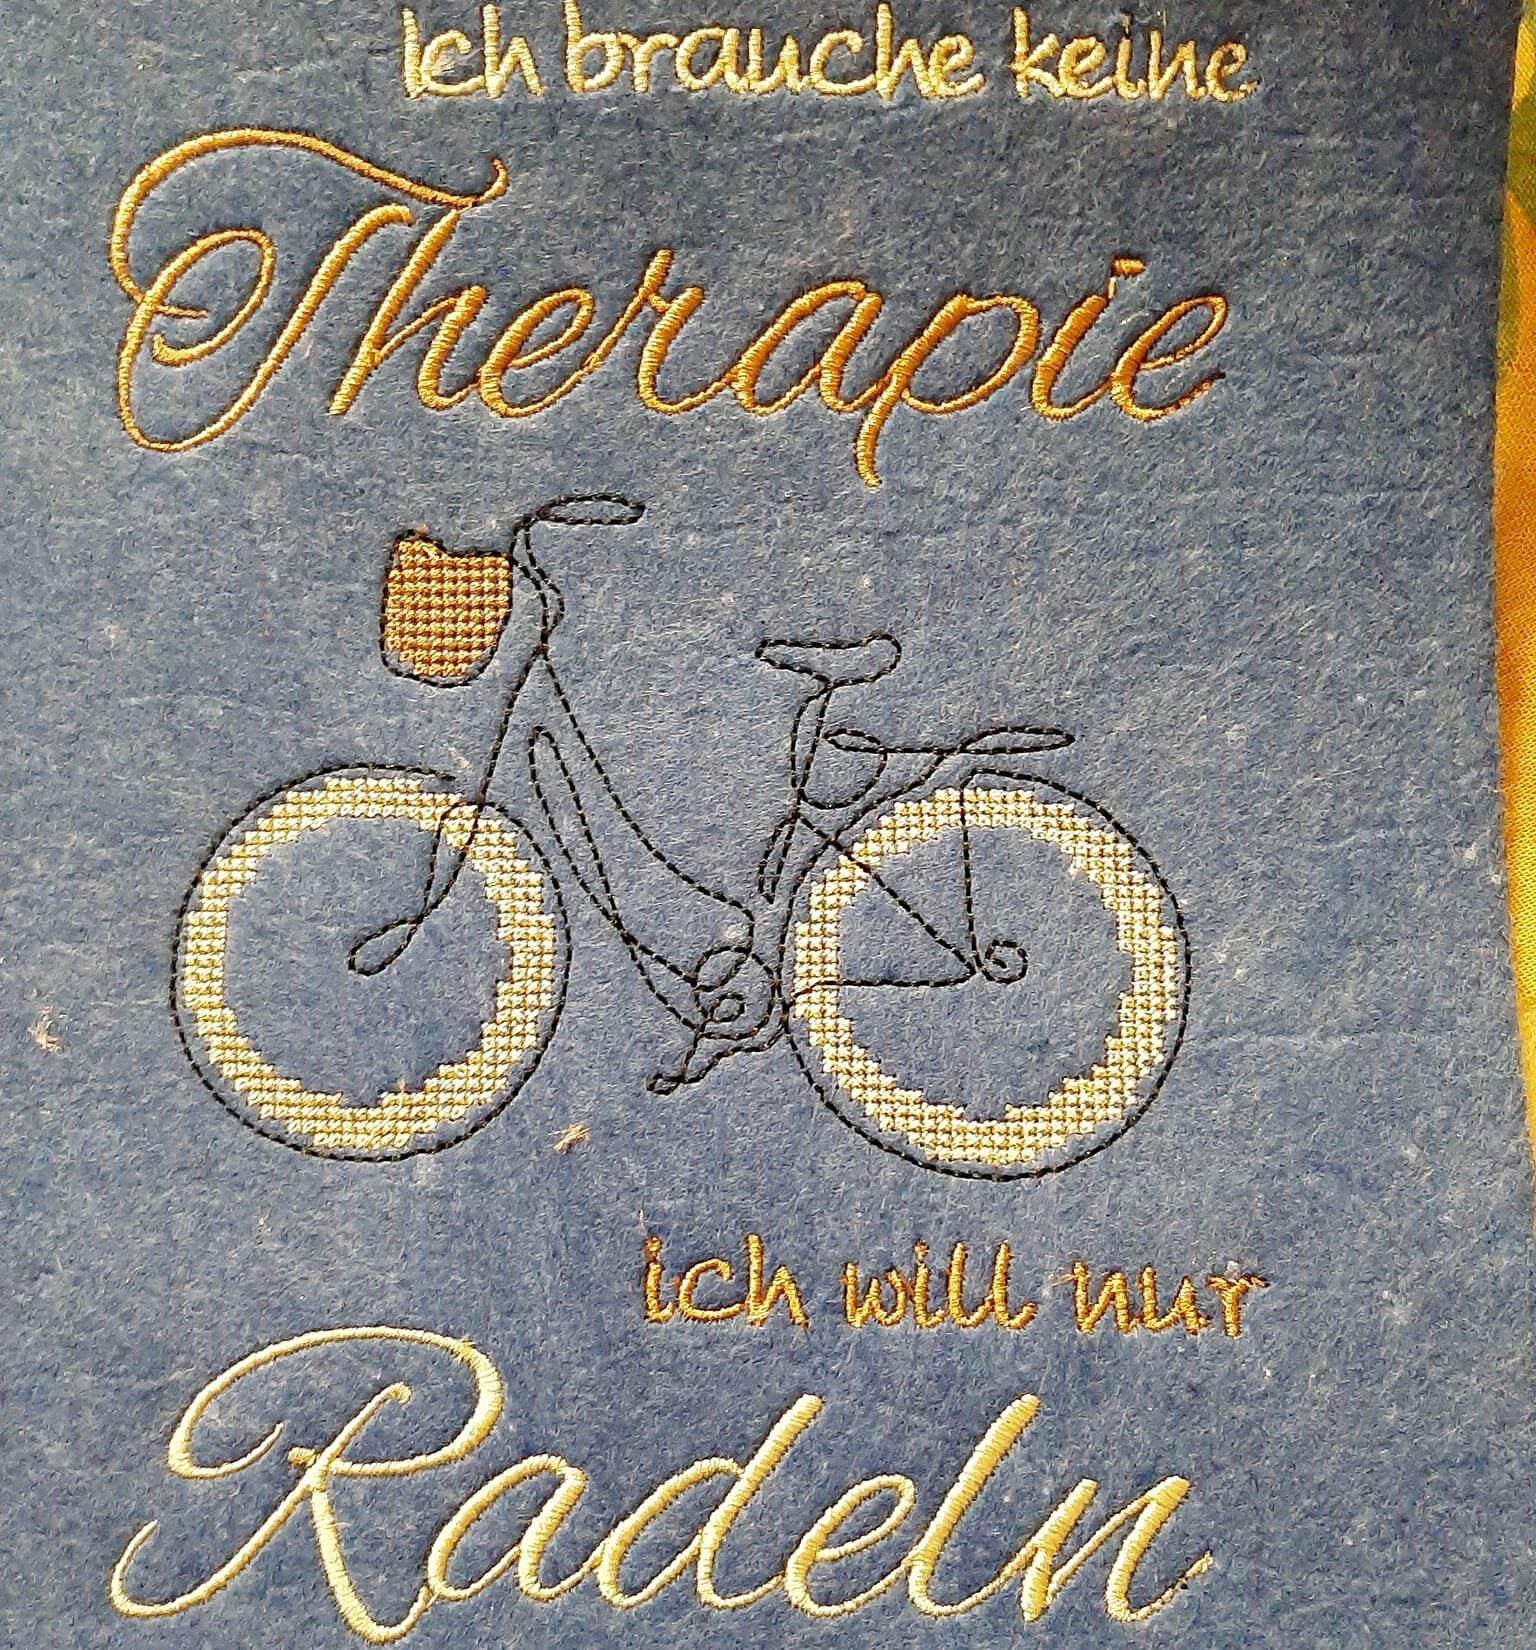 Ich brauche keine
Therapie
ich will nur
Radeln